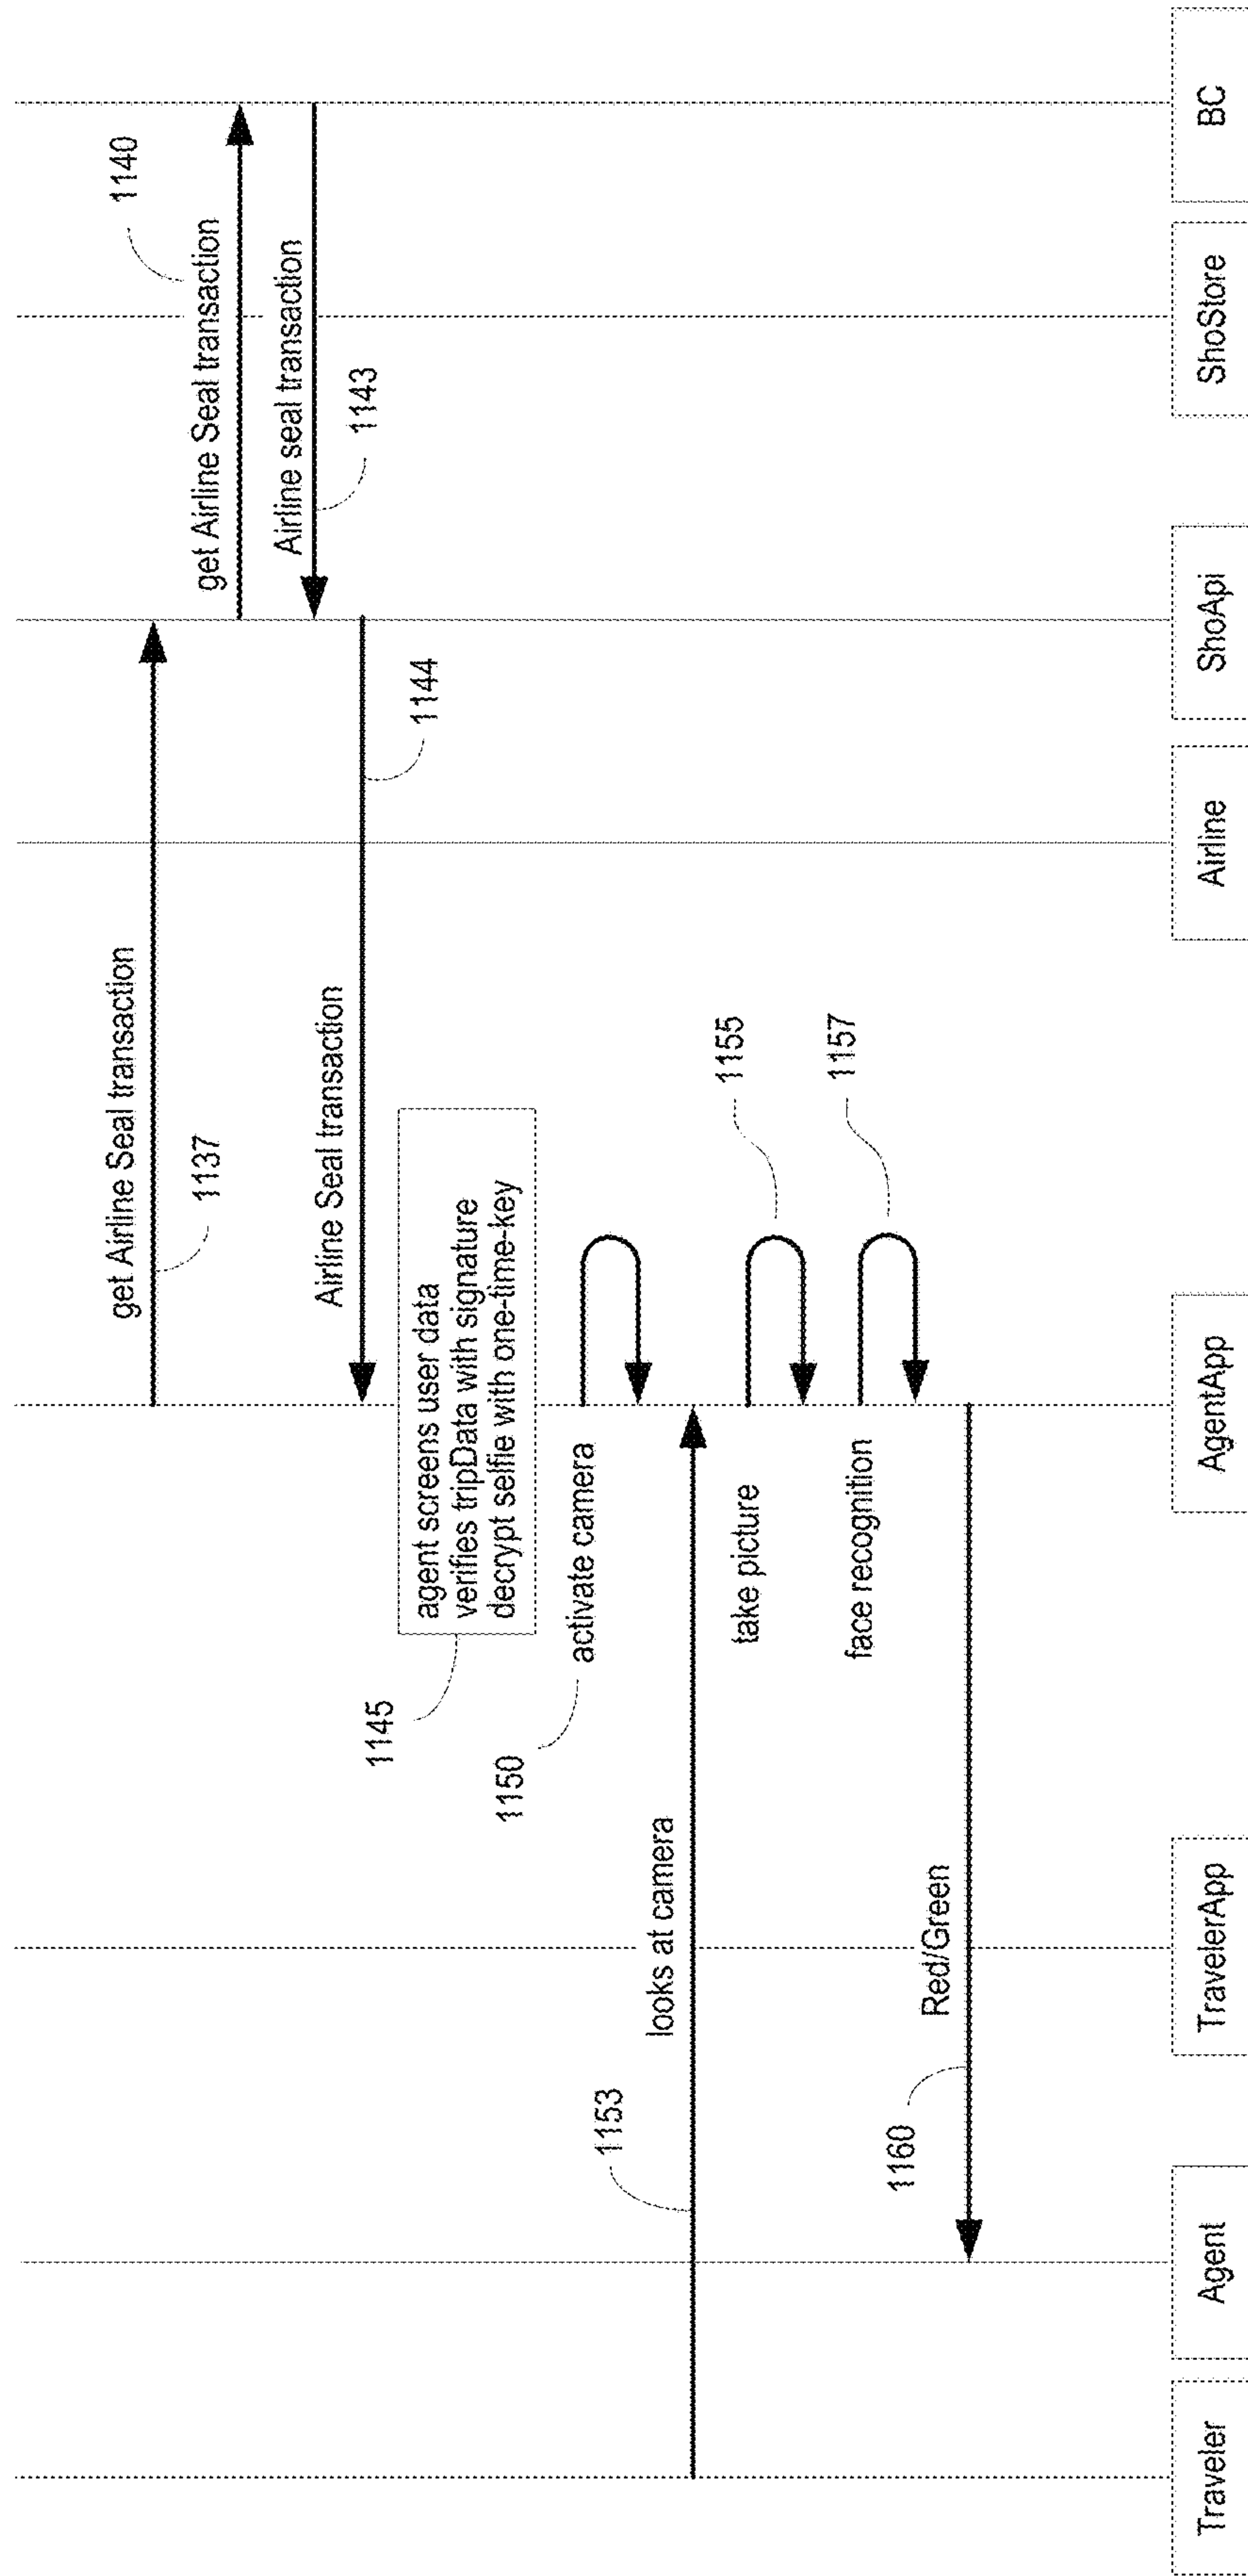 get Airline Seal transaction
1137
get Airline Seal transaction
1140
Airline seal transaction
1143
Airline Seal transaction
1144
agent screens user data
verifies tripData with signature
decrypt selfie with one-time-key
1145
activate camera
1150
looks at camera
1153
take picture
1155
face recognition
1157
Red/Green
1160
Traveler
Agent
TravelerApp
AgentApp
Airline
ShoApi
ShoStore
BC